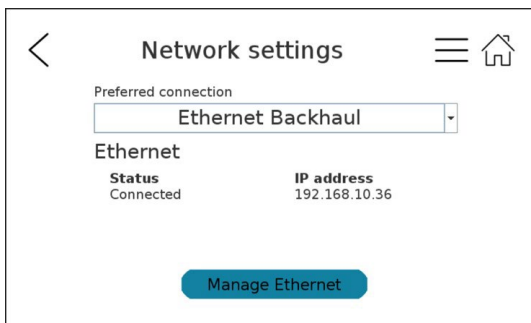 Network settings
Preferred connection
Ethernet Backhaul
Ethernet
Status IP address
Connected 192.168.10.36
Manage Ethernet